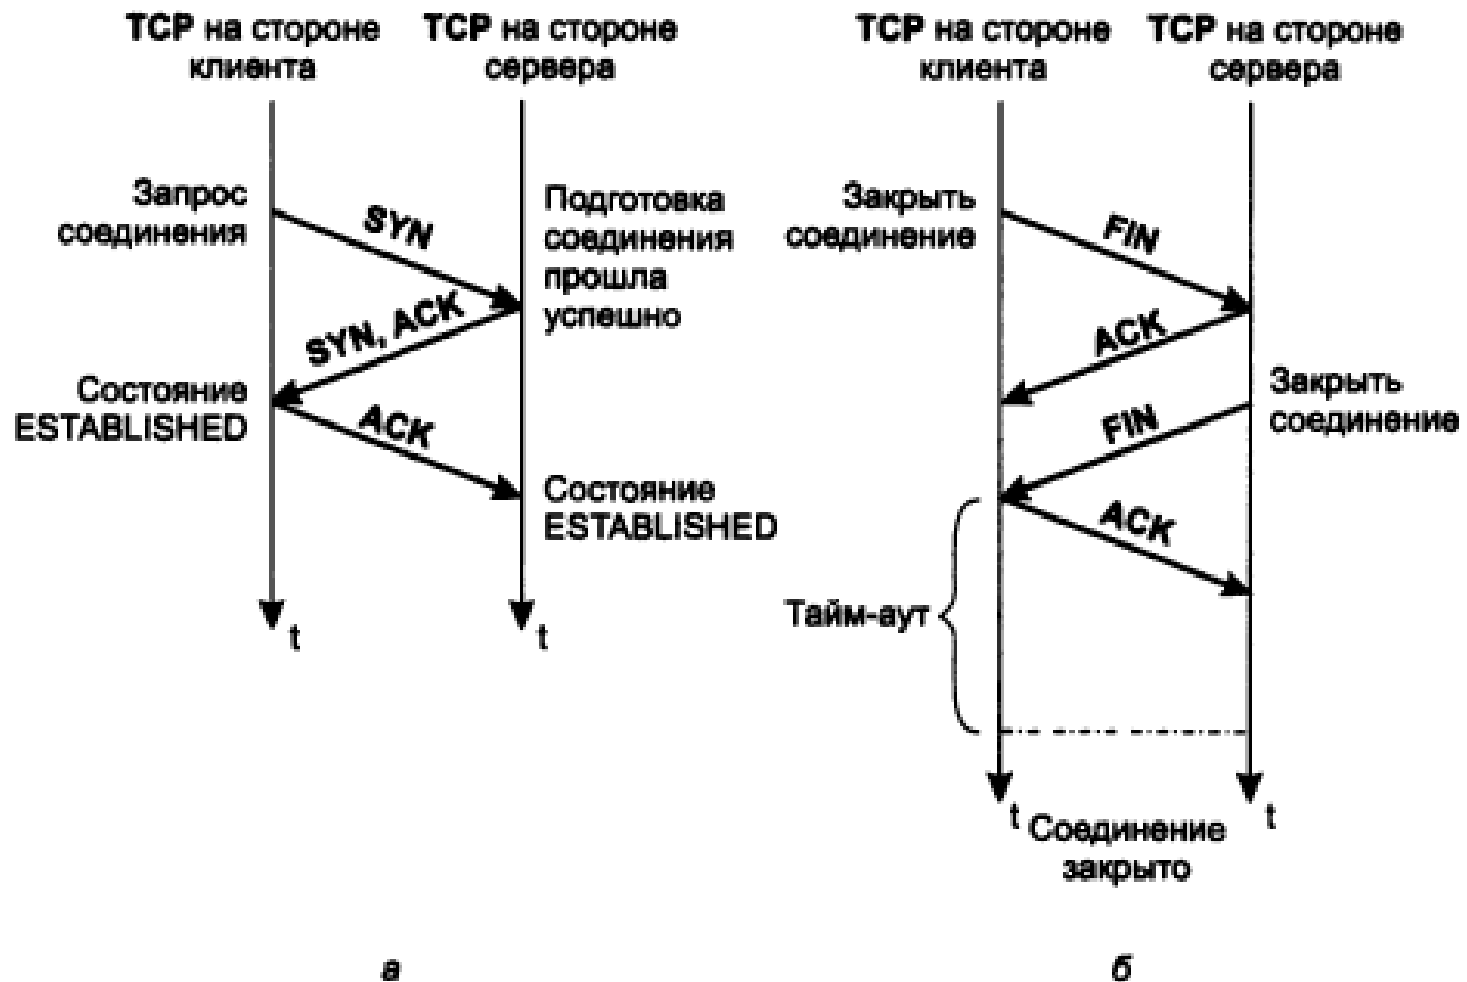 TCP на стороне
клиента
TCP на стороне
сервера
Запрос
соединения
SYN
Подготовка
соединения
прошла
успешно
SYN, ACK
Состояние
ESTABLISHED
ACK
Состояние
ESTABLISHED
t
t
а
TCP на стороне
клиента
TCP на стороне
сервера
Закрыть
соединение
FIN
ACK
Закрыть
соединение
FIN
ACK
Тайм-аут
t
t
Соединение
закрыто
б